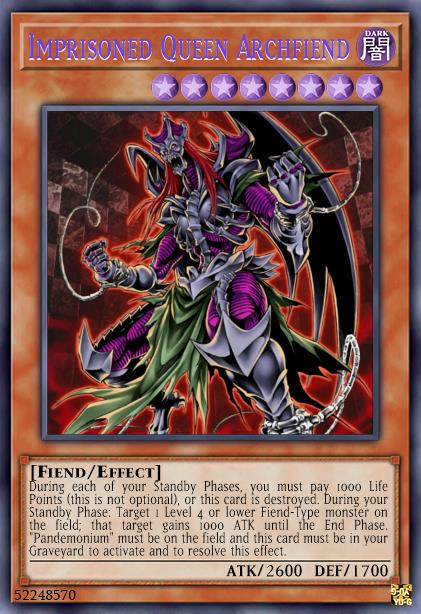 Imprisoned Queen Archfiend
DARK
闇
[Fiend/Effect]
During each of your Standby Phases, you must pay 1000 Life
Points (this is not optional), or this card is destroyed. During your
Standby Phase: Target 1 Level 4 or lower Fiend-Type monster on
the field; that target gains 1000 ATK until the End Phase.
"Pandemonium" must be on the field and this card must be in your
Graveyard to activate and to resolve this effect.
ATK/2600 DEF/1700
52248570